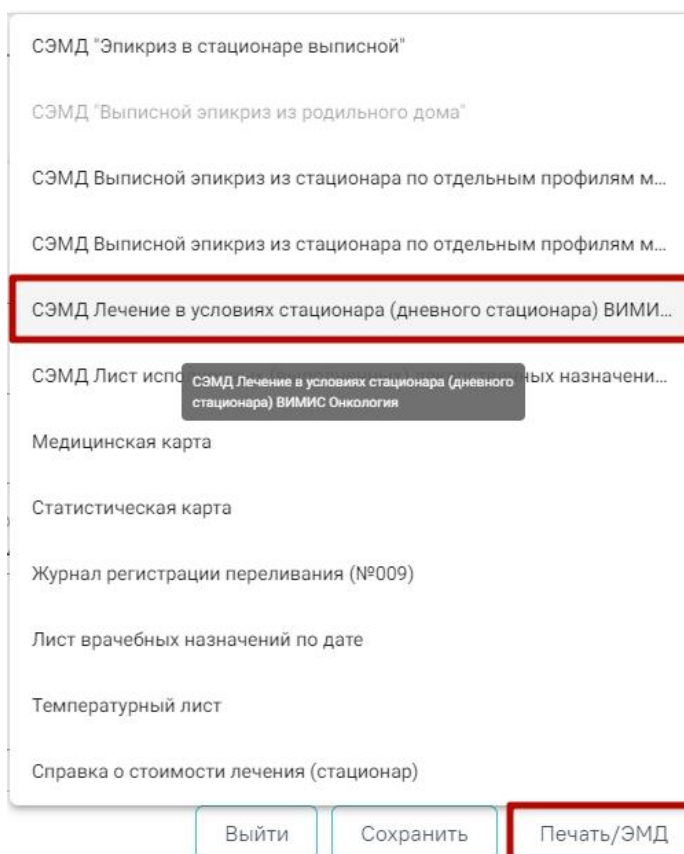 СЭМД "Эпикриз в стационаре выписной"
СЭМД "Выписной эпикриз из родильного дома"
СЭМД Выписной эпикриз из стационара по отдельным профилям м...
СЭМД Выписной эпикриз из стационара по отдельным профилям м...
СЭМД Лечение в условиях стационара (дневного стационара) ВИМИ...
СЭМД Лист
СЭМД Лечение в условиях стационара (дневного
стационара) ВИМИС Онкология
Медицинская карта
Статистическая карта
Журнал регистрации переливания (№009)
Лист врачебных назначений по дате
Температурный лист
Справка о стоимости лечения (стационар)
Выйти Сохранить Печать/ЭМД